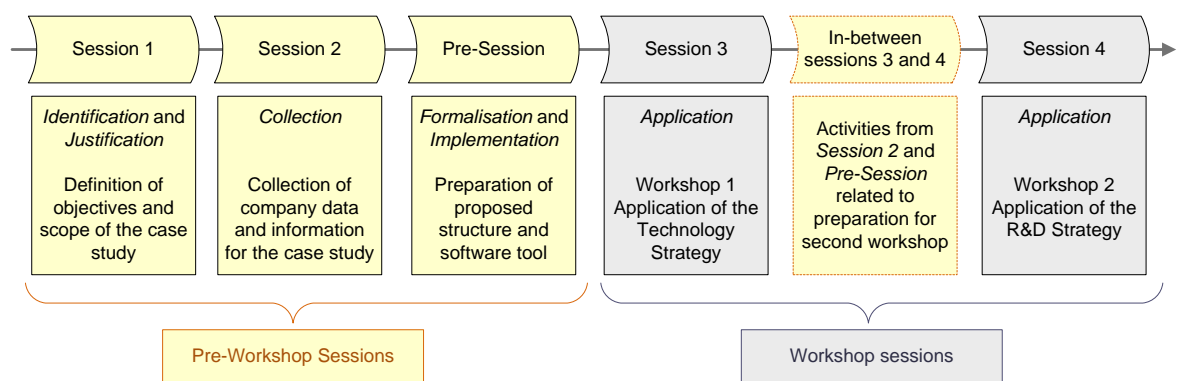 Session 1
Session 2
Pre-Session
Session 3
In-between
sessions 3 and 4
Session 4
Identification and
Justification
Definition of
objectives and
scope of the case
study
Collection
Collection of
company data
and information
for the case study
Formalisation and
Implementation
Preparation of
proposed
structure and
software tool
Application
Workshop 1
Application of the
Technology
Strategy
Activities from
Session 2 and
Pre-Session
related to
preparation for
second workshop
Application
Workshop 2
Application of the
R&D Strategy
Pre-Workshop Sessions
Workshop sessions